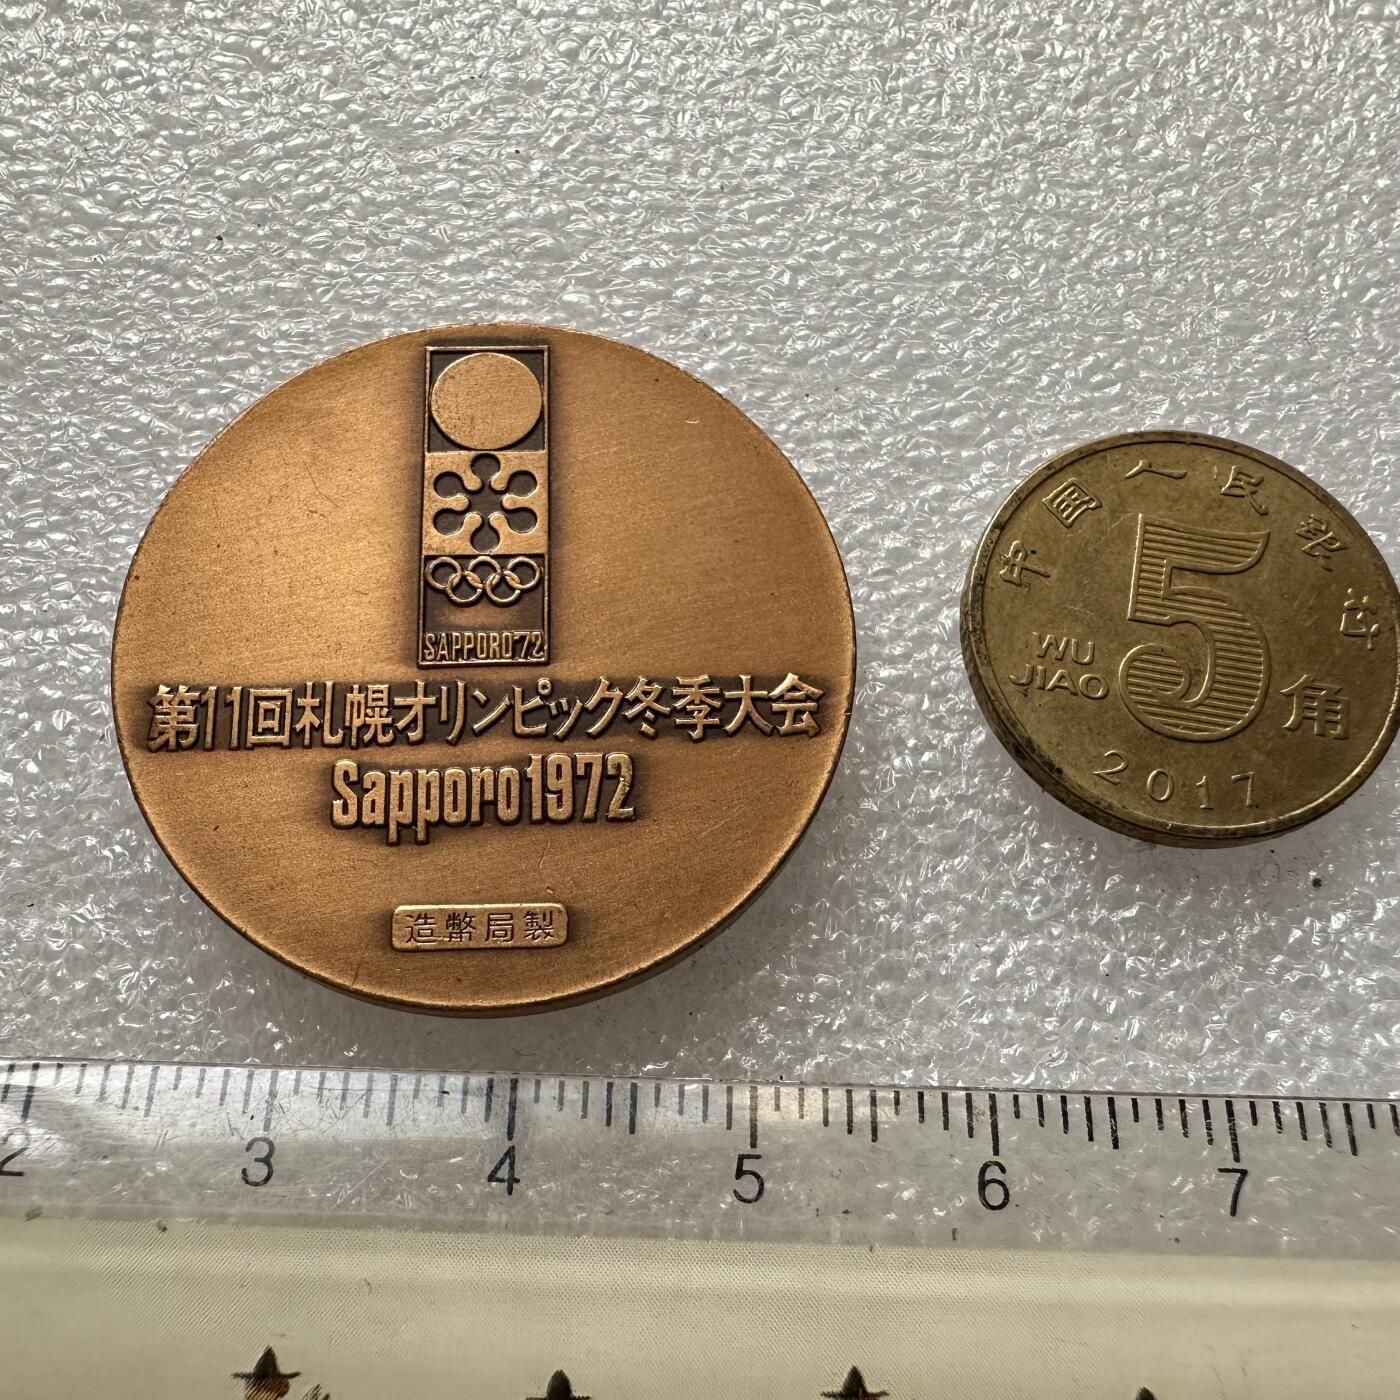 SAPPORO'72
第11回札幌オリンピック冬季大会
Sapporo1972
造幣局製
中国人民银行
5
WU
JIAO
角
2017
2 3 4 5 6 7